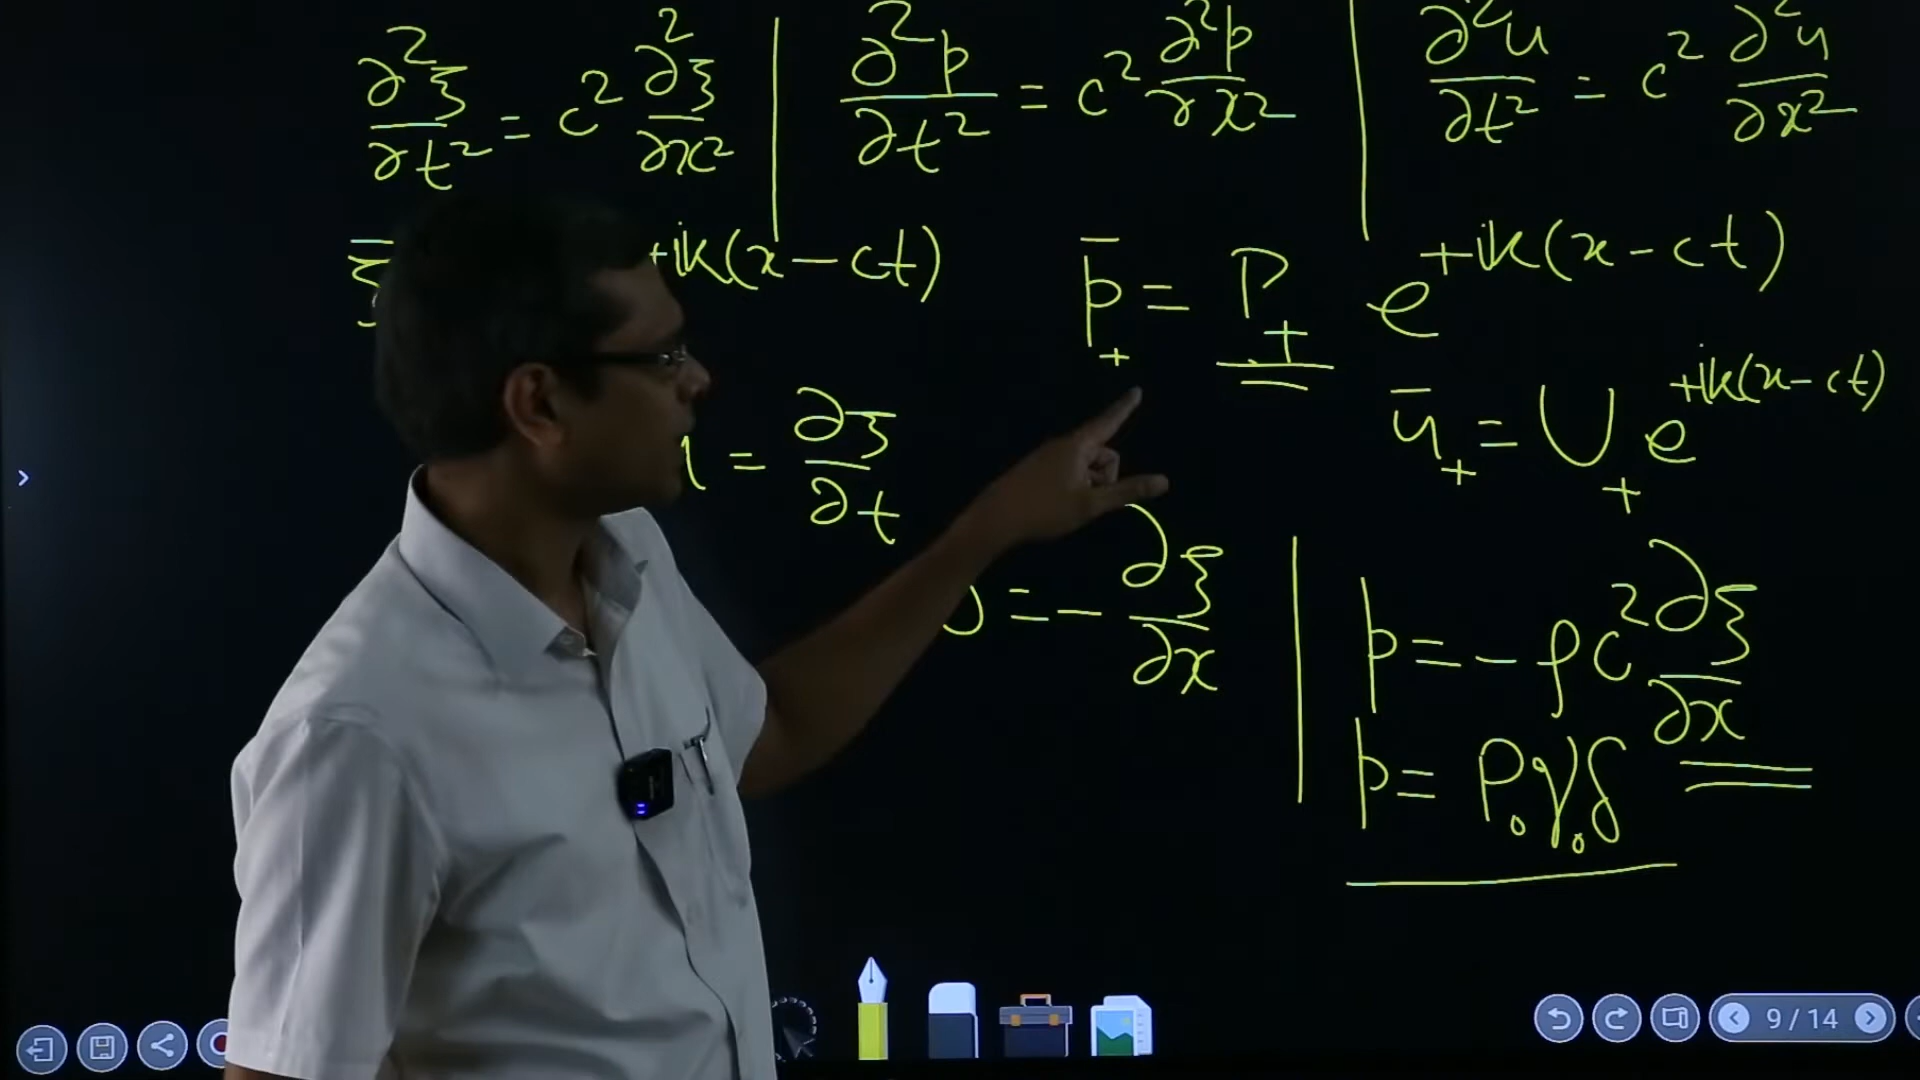 ∂²ξ/∂t² = c² ∂²ξ/∂x² | ∂²p/∂t² = c² ∂²p/∂x² | ∂²u/∂t² = c² ∂²u/∂x²
+ik(x-ct)
p̄₊ = P₊ e^{+ik(x-ct)}
ū₊ = U₊ e^{+ik(x-ct)}
= ∂ξ/∂t
= - ∂ξ/∂x
p = - ρc² ∂ξ/∂x
p = P₀γ₀δ
9 / 14